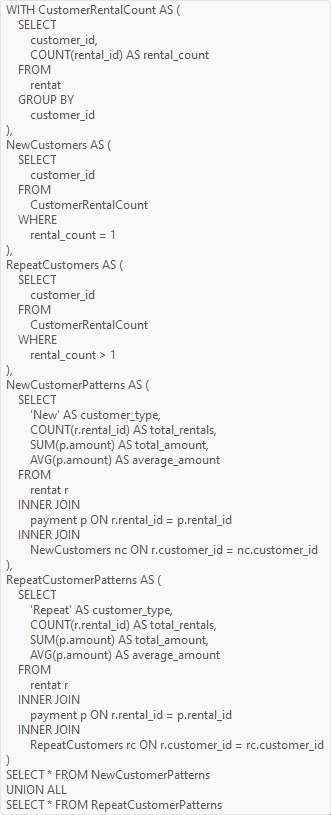 WITH CustomerRentalCount AS (
SELECT
customer_id,
COUNT(rental_id) AS rental_count
FROM
rentat
GROUP BY
customer_id
),
NewCustomers AS (
SELECT
customer_id
FROM
CustomerRentalCount
WHERE
rental_count = 1
),
RepeatCustomers AS (
SELECT
customer_id
FROM
CustomerRentalCount
WHERE
rental_count > 1
),
NewCustomerPatterns AS (
SELECT
'New' AS customer_type,
COUNT(r.rental_id) AS total_rentals,
SUM(p.amount) AS total_amount,
AVG(p.amount) AS average_amount
FROM
rentat r
INNER JOIN
payment p ON r.rental_id = p.rental_id
INNER JOIN
NewCustomers nc ON r.customer_id = nc.customer_id
),
RepeatCustomerPatterns AS (
SELECT
'Repeat' AS customer_type,
COUNT(r.rental_id) AS total_rentals,
SUM(p.amount) AS total_amount,
AVG(p.amount) AS average_amount
FROM
rentat r
INNER JOIN
payment p ON r.rental_id = p.rental_id
INNER JOIN
RepeatCustomers rc ON r.customer_id = rc.customer_id
)
SELECT * FROM NewCustomerPatterns
UNION ALL
SELECT * FROM RepeatCustomerPatterns